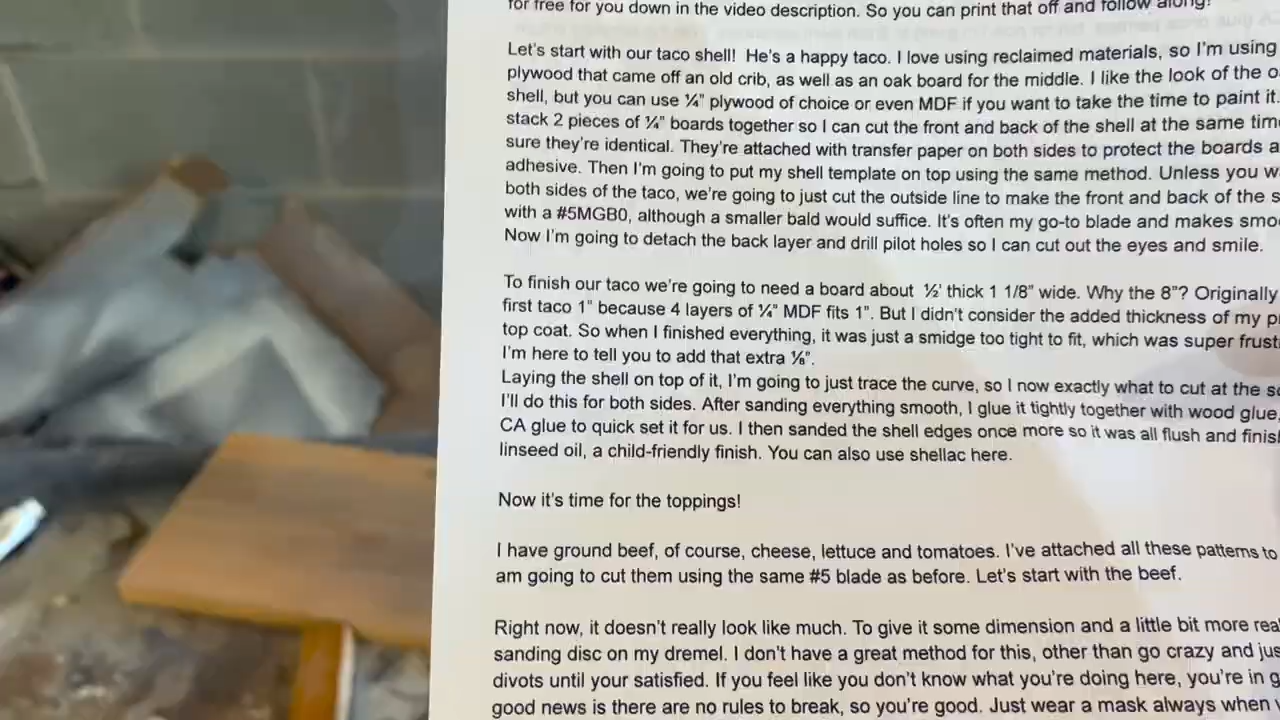 for free for you down in the video description. So you can print that off and follow along!
Let's start with our taco shell! He's a happy taco. I love using reclaimed materials, so I'm using
plywood that came off an old crib, as well as an oak board for the middle. I like the look of the
shell, but you can use ¼" plywood of choice or even MDF if you want to take the time to paint it.
stack 2 pieces of ¼" boards together so I can cut the front and back of the shell at the same
sure they're identical. They're attached with transfer paper on both sides to protect the boards
adhesive. Then I'm going to put my shell template on top using the same method. Unless you
both sides of the taco, we're going to just cut the outside line to make the front and back of the
with a #5MGB0, although a smaller bald would suffice. It's often my go-to blade and makes
Now I'm going to detach the back layer and drill pilot holes so I can cut out the eyes and smile.
To finish our taco we're going to need a board about ½' thick 1 1/8" wide. Why the 8"? Originally
first taco 1" because 4 layers of ¼" MDF fits 1". But I didn't consider the added thickness of my
top coat. So when I finished everything, it was just a smidge too tight to fit, which was super
I'm here to tell you to add that extra ⅛".
Laying the shell on top of it, I'm going to just trace the curve, so I now exactly what to cut at the
I'll do this for both sides. After sanding everything smooth, I glue it tightly together with wood glue,
CA glue to quick set it for us. I then sanded the shell edges once more so it was all flush and
linseed oil, a child-friendly finish. You can also use shellac here.
Now it's time for the toppings!
I have ground beef, of course, cheese, lettuce and tomatoes. I've attached all these patterns to
am going to cut them using the same #5 blade as before. Let's start with the beef.
Right now, it doesn't really look like much. To give it some dimension and a little bit more
sanding disc on my dremel. I don't have a great method for this, other than go crazy and
divots until your satisfied. If you feel like you don't know what you're doing here, you're in
good news is there are no rules to break, so you're good. Just wear a mask always when